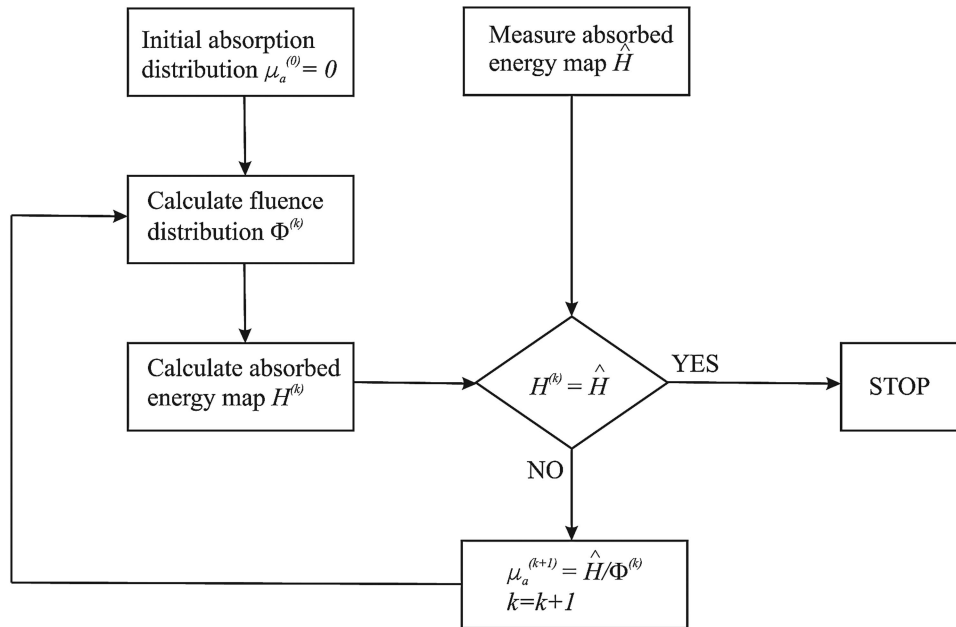 Initial absorption
distribution μₐ⁽⁰⁾= 0
Measure absorbed
energy map Ĥ
Calculate fluence
distribution Φ⁽ᵏ⁾
Calculate absorbed
energy map H⁽ᵏ⁾
H⁽ᵏ⁾ = Ĥ
YES
STOP
NO
μₐ⁽ᵏ⁺¹⁾ = Ĥ/Φ⁽ᵏ⁾
k=k+1